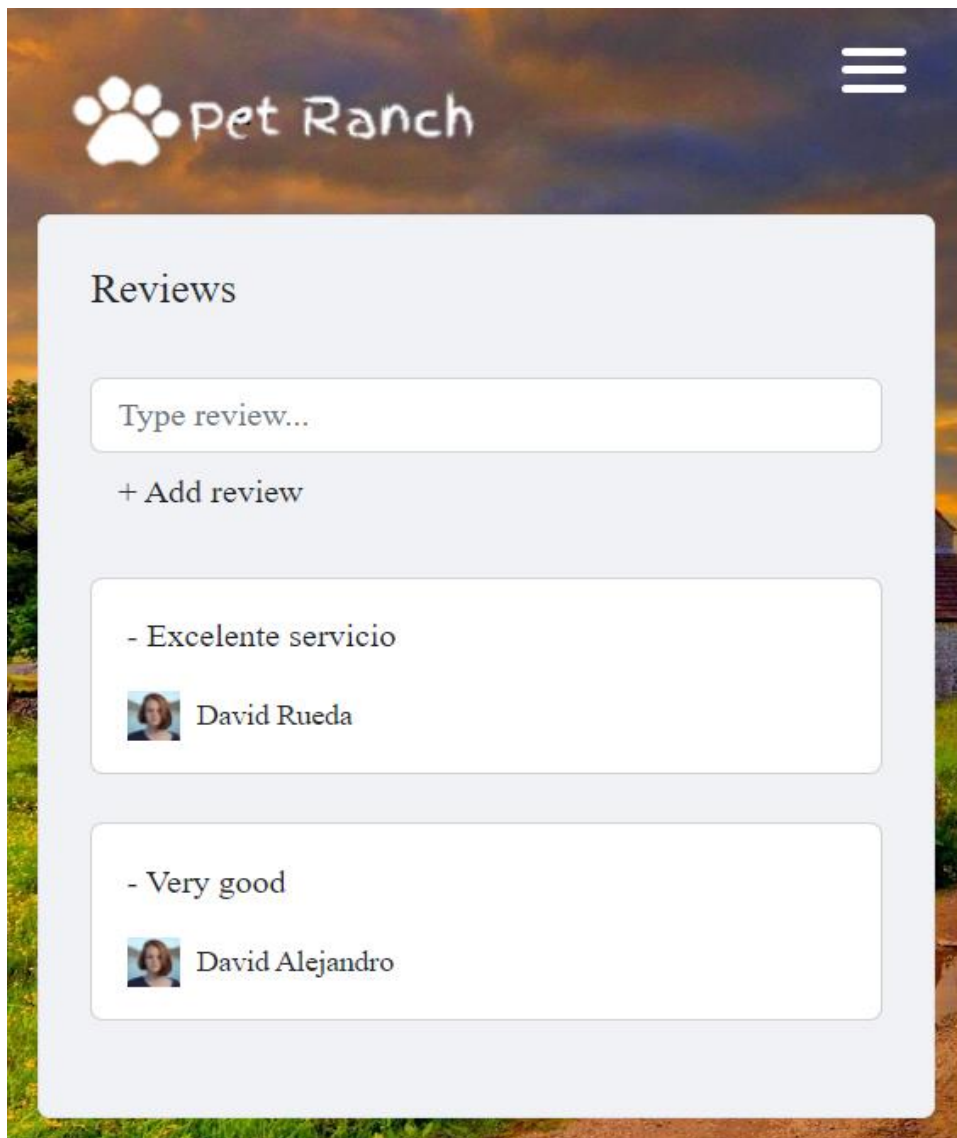 Pet Ranch
Reviews
Type review...
+ Add review
- Excelente servicio
David Rueda
- Very good
David Alejandro